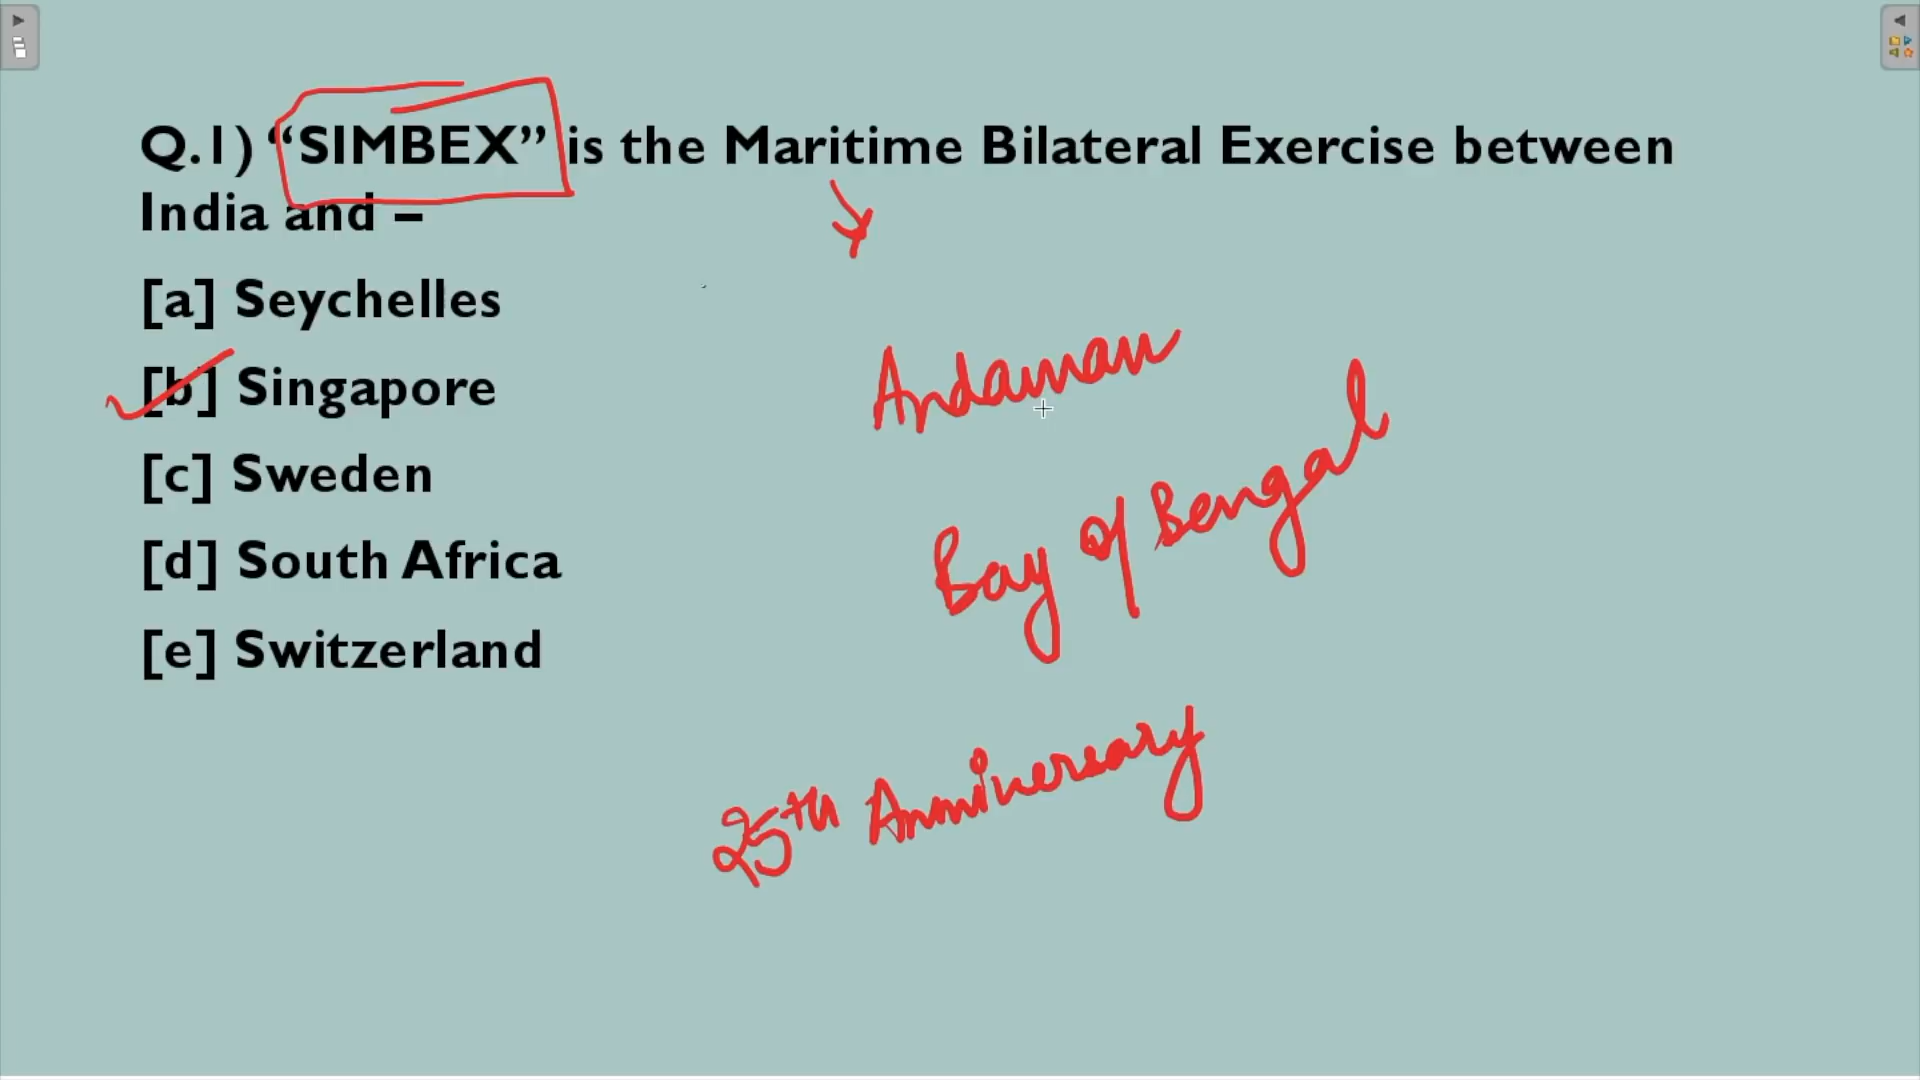 Q.1) “SIMBEX” is the Maritime Bilateral Exercise between
India and –
[a] Seychelles
[b] Singapore
[c] Sweden
[d] South Africa
[e] Switzerland
Andaman
Bay of Bengal
25th Anniversary